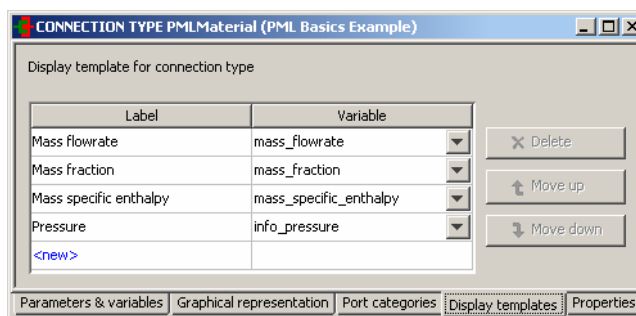 CONNECTION TYPE PMLMaterial (PML Basics Example)
Display template for connection type
Label Variable
Mass flowrate mass_flowrate
Mass fraction mass_fraction
Mass specific enthalpy mass_specific_enthalpy
Pressure info_pressure
<new>
Delete
Move up
Move down
Parameters & variables Graphical representation Port categories Display templates Properties